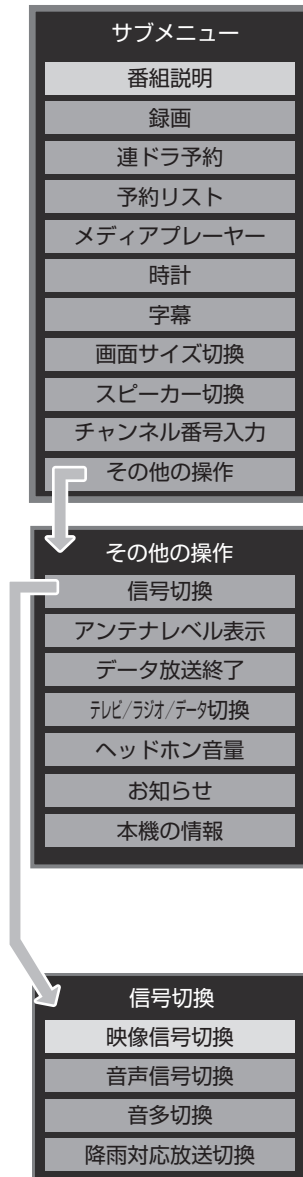 サブメニュー
番組説明
録画
連ドラ予約
予約リスト
メディアプレーヤー
時計
字幕
画面サイズ切換
スピーカー切換
チャンネル番号入力
その他の操作
その他の操作
信号切換
アンテナレベル表示
データ放送終了
ﾃﾚﾋﾞ/ﾗｼﾞｵ/ﾃﾞｰﾀ切換
ヘッドホン音量
お知らせ
本機の情報
信号切換
映像信号切換
音声信号切換
音多切換
降雨対応放送切換